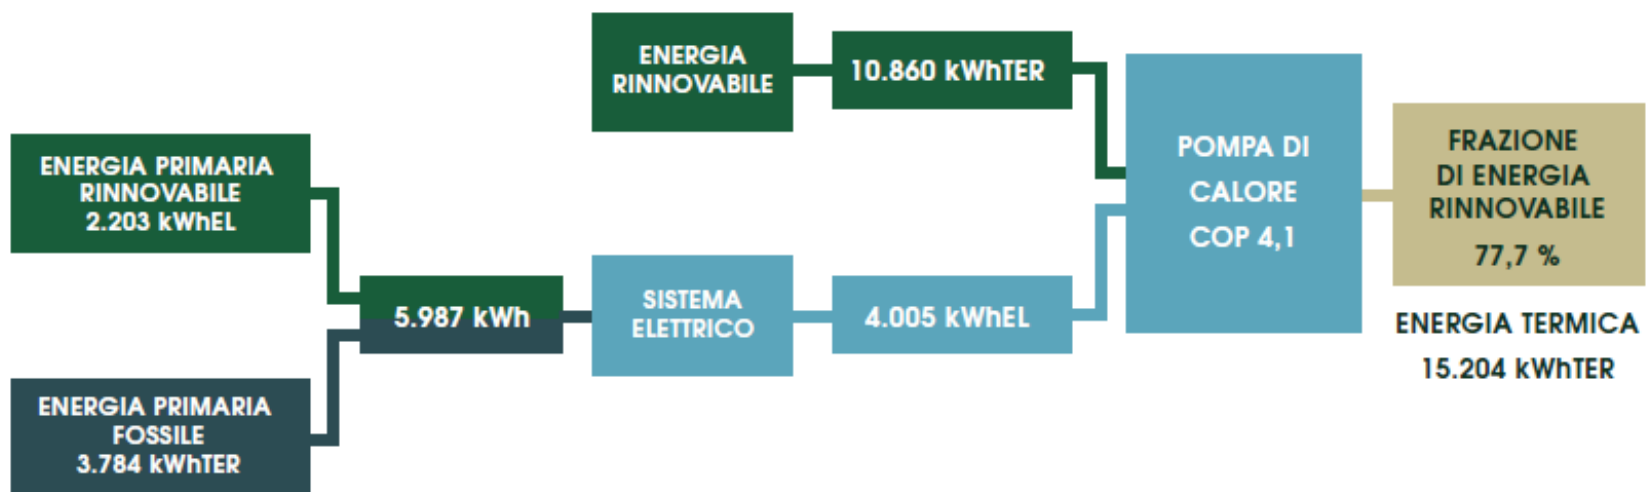 ENERGIA PRIMARIA
RINNOVABILE
2.203 kWhEL
ENERGIA PRIMARIA
FOSSILE
3.784 kWhTER
5.987 kWh
ENERGIA
RINNOVABILE
10.860 kWhTER
SISTEMA
ELETTRICO
4.005 kWhEL
POMPA DI
CALORE
COP 4,1
FRAZIONE
DI ENERGIA
RINNOVABILE
77,7 %
ENERGIA TERMICA
15.204 kWhTER